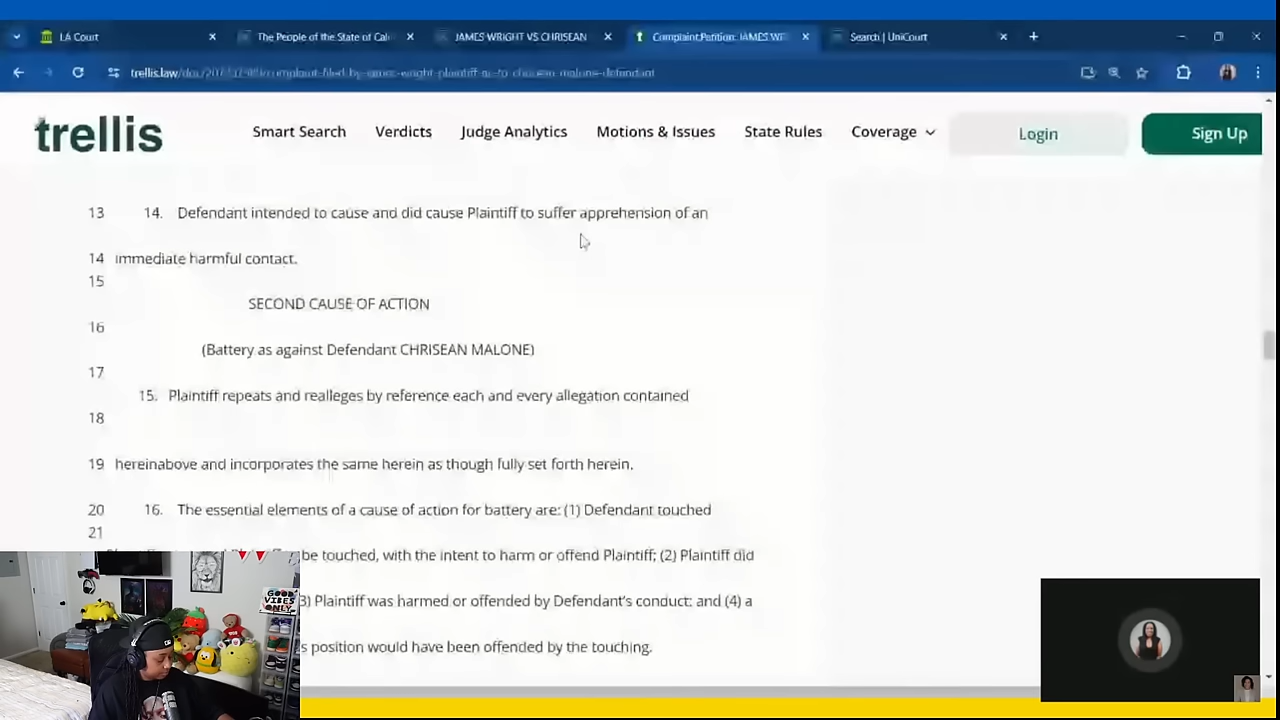 LA Court
The People of the State of Cal
JAMES WRIGHT VS CHRISEAN
Complaint,Petition: JAMES WR
Search | UniCourt
trellis
Smart Search
Verdicts
Judge Analytics
Motions & Issues
State Rules
Coverage
Login
Sign Up
13 14. Defendant intended to cause and did cause Plaintiff to suffer apprehension of an
14 immediate harmful contact.
15
SECOND CAUSE OF ACTION
16
(Battery as against Defendant CHRISEAN MALONE)
17
15. Plaintiff repeats and realleges by reference each and every allegation contained
18
19 hereinabove and incorporates the same herein as though fully set forth herein.
20 16. The essential elements of a cause of action for battery are: (1) Defendant touched
21
be touched, with the intent to harm or offend Plaintiff; (2) Plaintiff did
3) Plaintiff was harmed or offended by Defendant's conduct: and (4) a
s position would have been offended by the touching.
GOOD
VIBES
ONLY